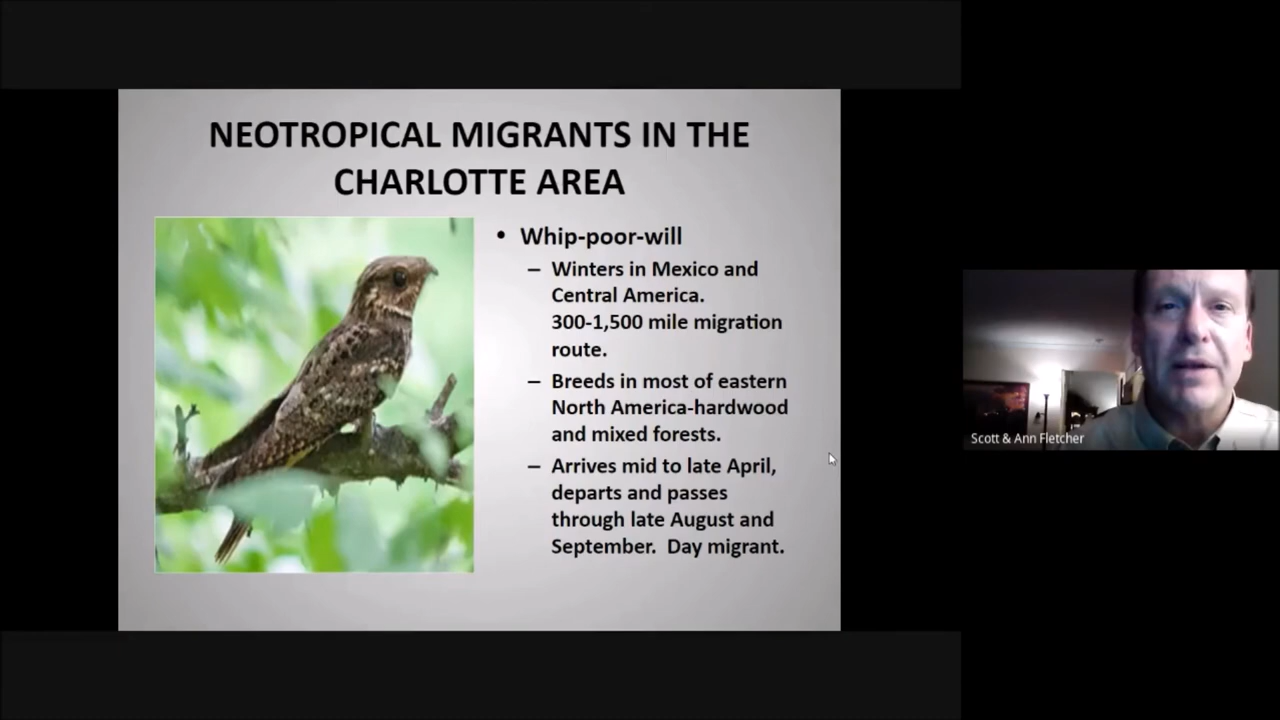 NEOTROPICAL MIGRANTS IN THE
CHARLOTTE AREA
• Whip-poor-will
– Winters in Mexico and
Central America.
300-1,500 mile migration
route.
– Breeds in most of eastern
North America-hardwood
and mixed forests.
– Arrives mid to late April,
departs and passes
through late August and
September.  Day migrant.
Scott & Ann Fletcher